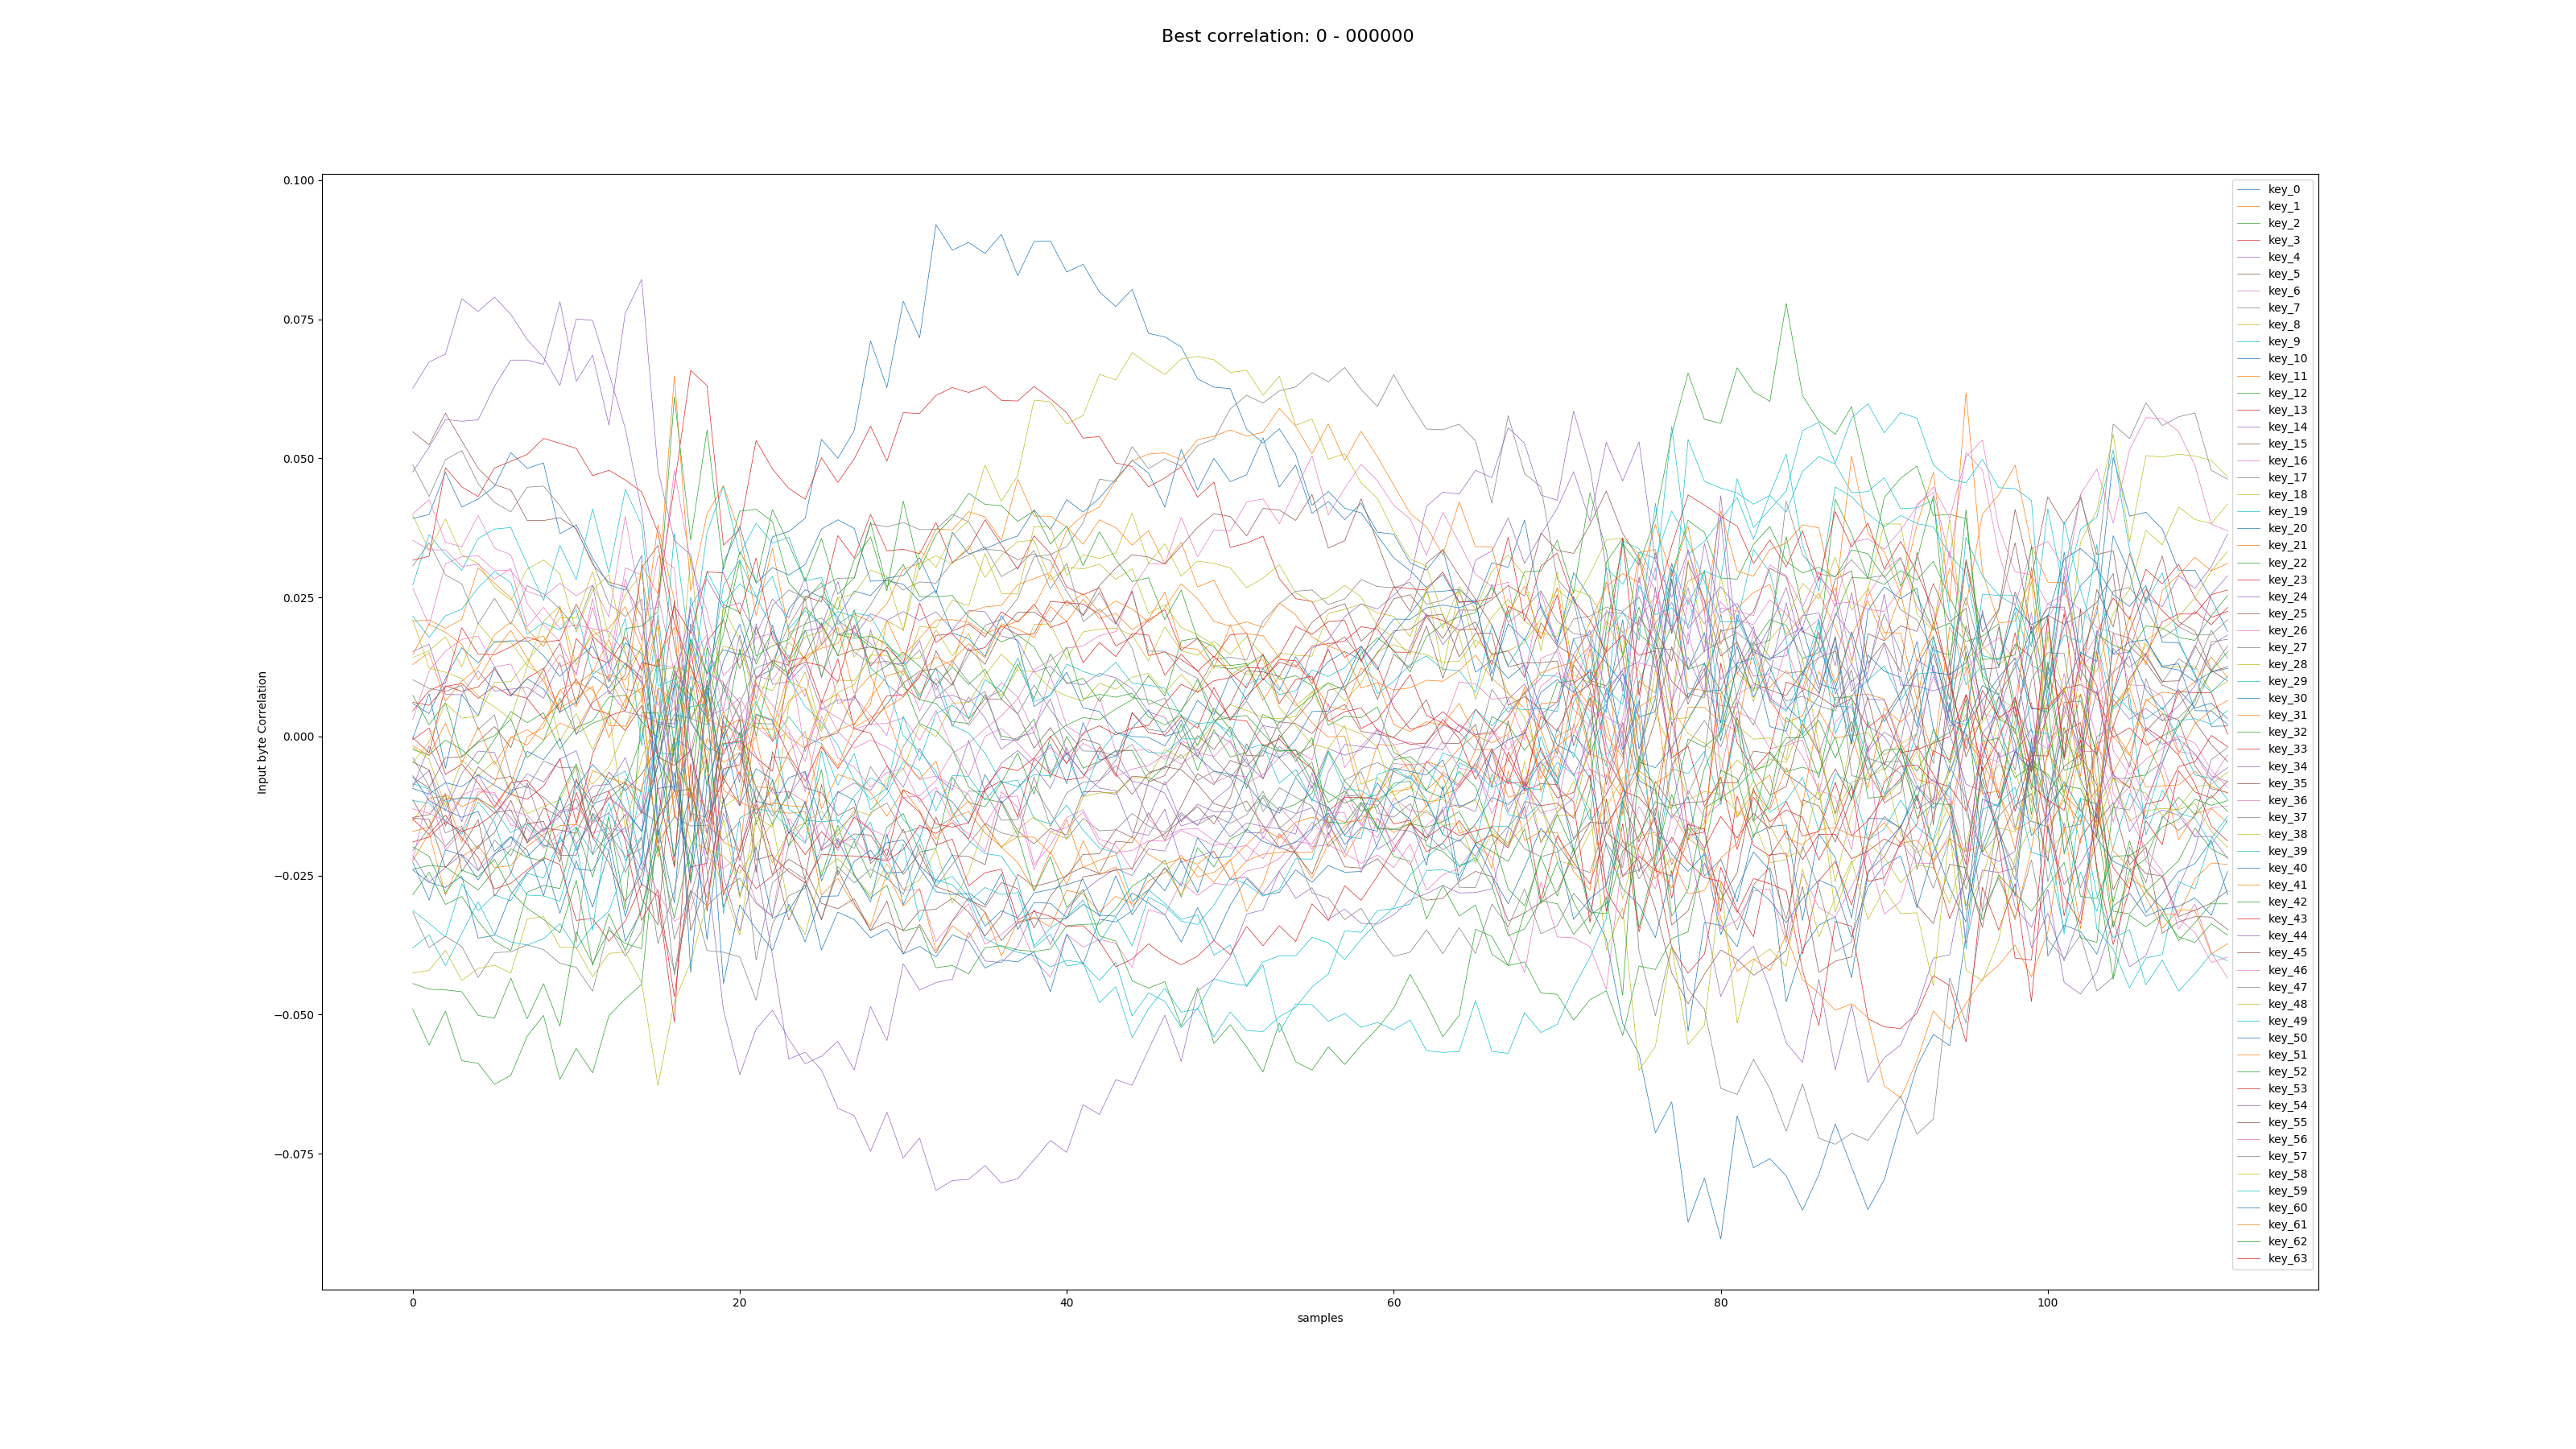 Best correlation: 0 - 000000
0.100
0.075
0.050
0.025
0.000
−0.025
−0.050
−0.075
Input byte Correlation
0
20
40
60
80
100
samples
key_0
key_1
key_2
key_3
key_4
key_5
key_6
key_7
key_8
key_9
key_10
key_11
key_12
key_13
key_14
key_15
key_16
key_17
key_18
key_19
key_20
key_21
key_22
key_23
key_24
key_25
key_26
key_27
key_28
key_29
key_30
key_31
key_32
key_33
key_34
key_35
key_36
key_37
key_38
key_39
key_40
key_41
key_42
key_43
key_44
key_45
key_46
key_47
key_48
key_49
key_50
key_51
key_52
key_53
key_54
key_55
key_56
key_57
key_58
key_59
key_60
key_61
key_62
key_63